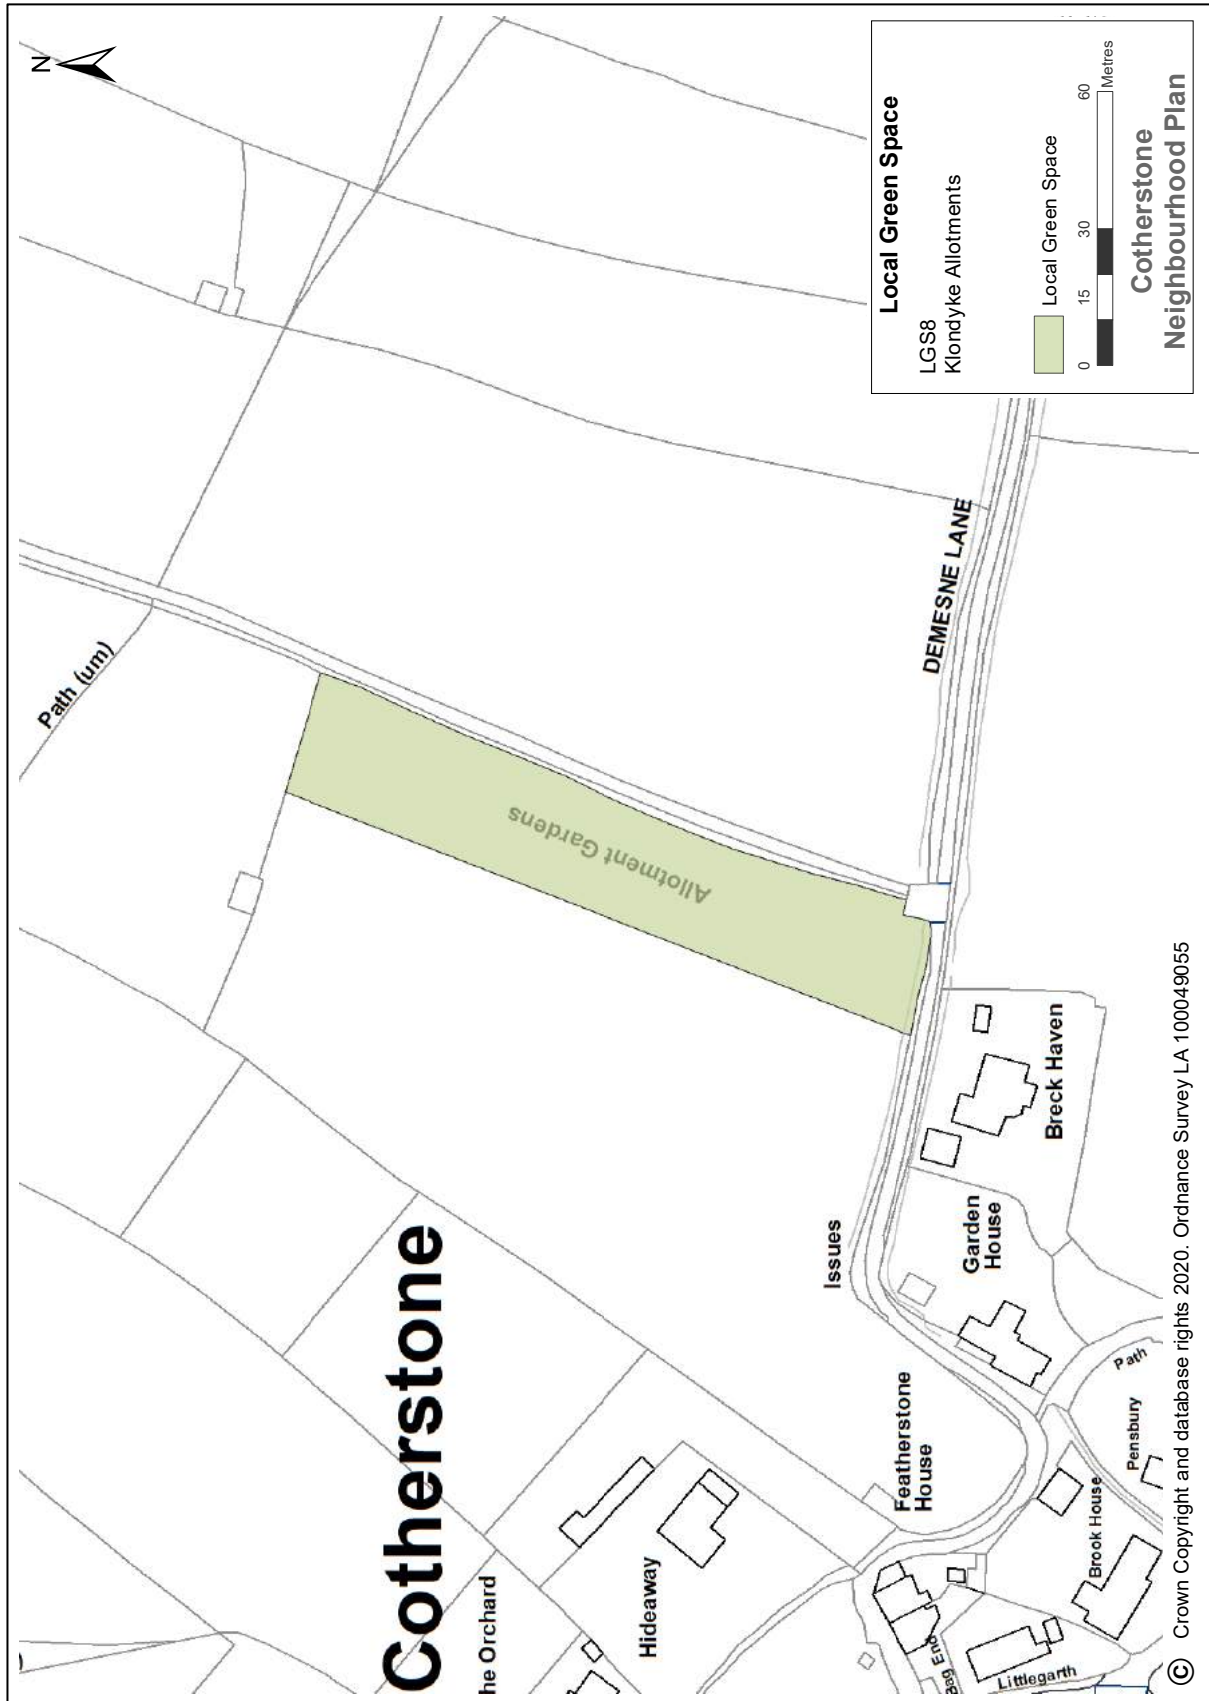 N
Path (um)
Allotment Gardens
DEMESNE LANE
Cotherstone
Issues
Breck Haven
Garden
House
Featherstone
House
Path
Pensbury
Brook House
Hideaway
he Orchard
Bag End
Littlegarth
Local Green Space
LGS8
Klondyke Allotments
Local Green Space
0 15 30 60
Metres
Cotherstone
Neighbourhood Plan
© Crown Copyright and database rights 2020. Ordnance Survey LA 100049055